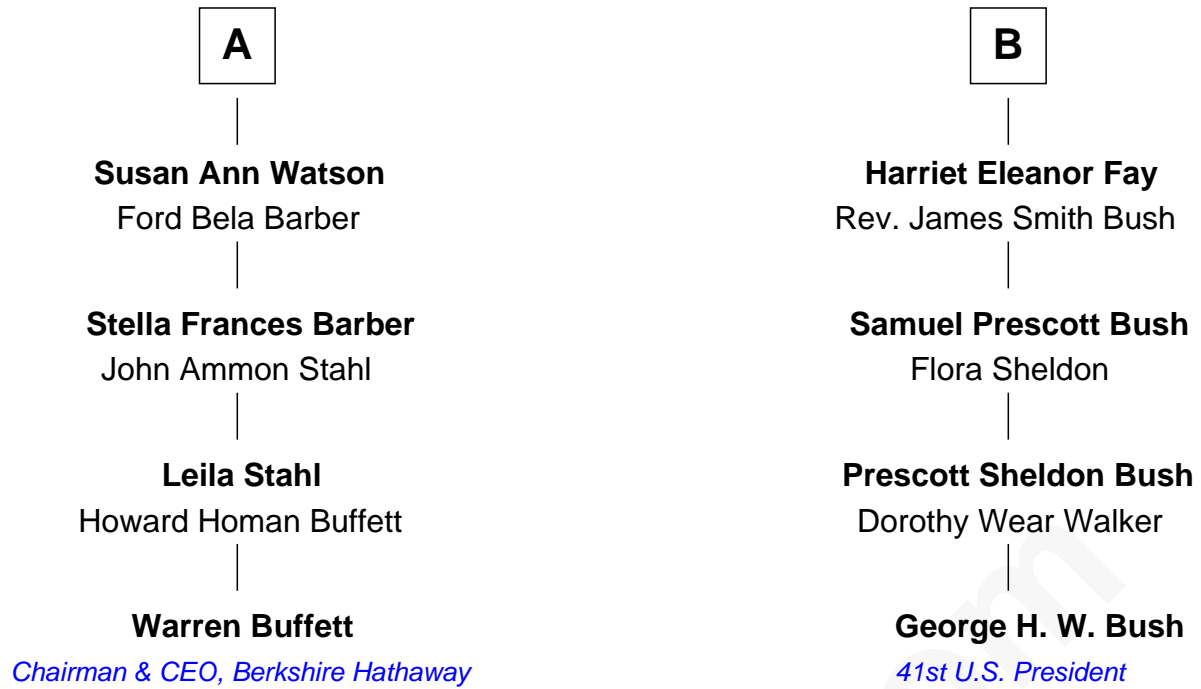 A
B
Susan Ann Watson
Ford Bela Barber
Harriet Eleanor Fay
Rev. James Smith Bush
Stella Frances Barber
John Ammon Stahl
Samuel Prescott Bush
Flora Sheldon
Leila Stahl
Howard Homan Buffett
Prescott Sheldon Bush
Dorothy Wear Walker
Warren Buffett
Chairman & CEO, Berkshire Hathaway
George H. W. Bush
41st U.S. President